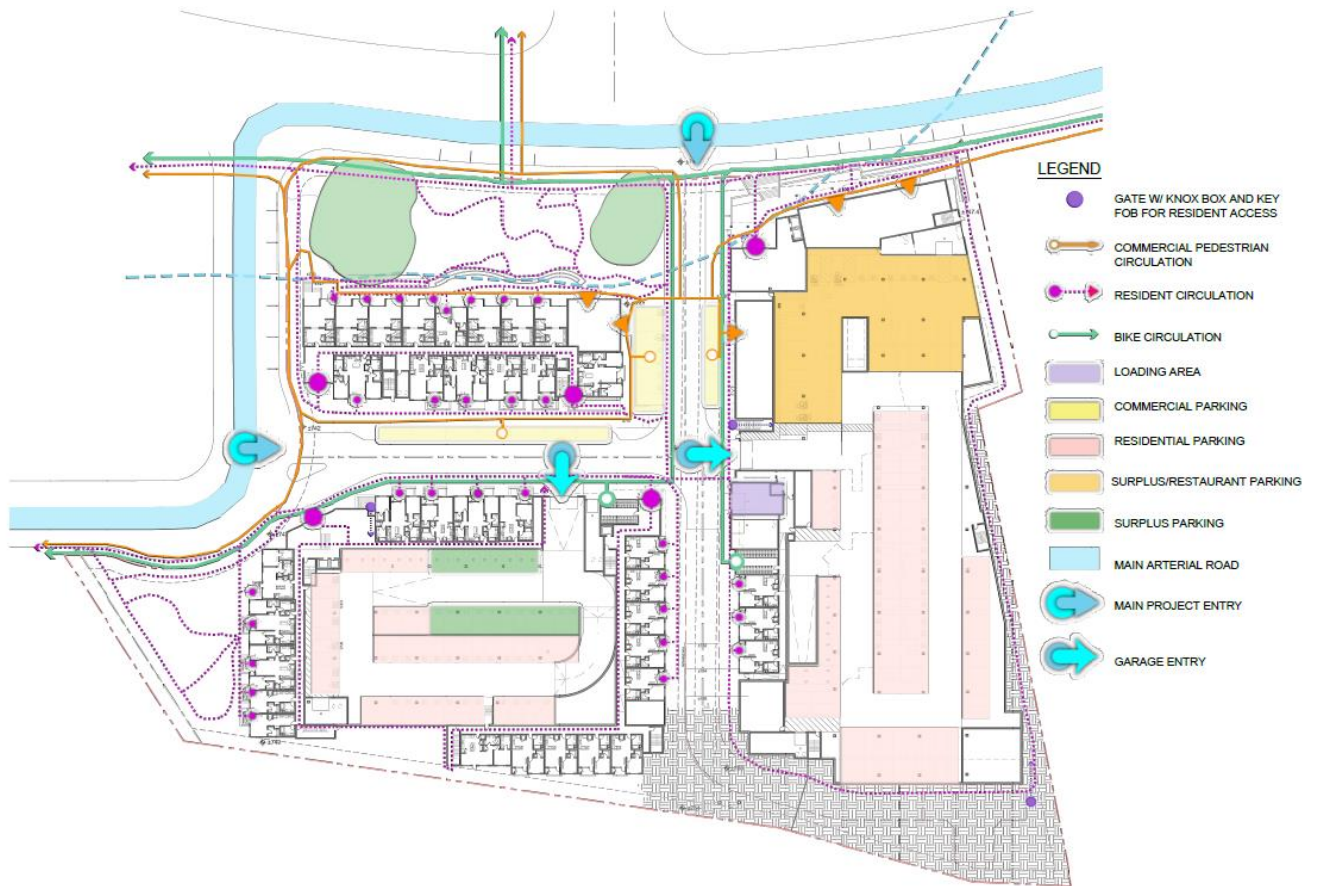 LEGEND
GATE W/ KNOX BOX AND KEY
FOB FOR RESIDENT ACCESS
COMMERCIAL PEDESTRIAN
CIRCULATION
RESIDENT CIRCULATION
BIKE CIRCULATION
LOADING AREA
COMMERCIAL PARKING
RESIDENTIAL PARKING
SURPLUS/RESTAURANT PARKING
SURPLUS PARKING
MAIN ARTERIAL ROAD
MAIN PROJECT ENTRY
GARAGE ENTRY